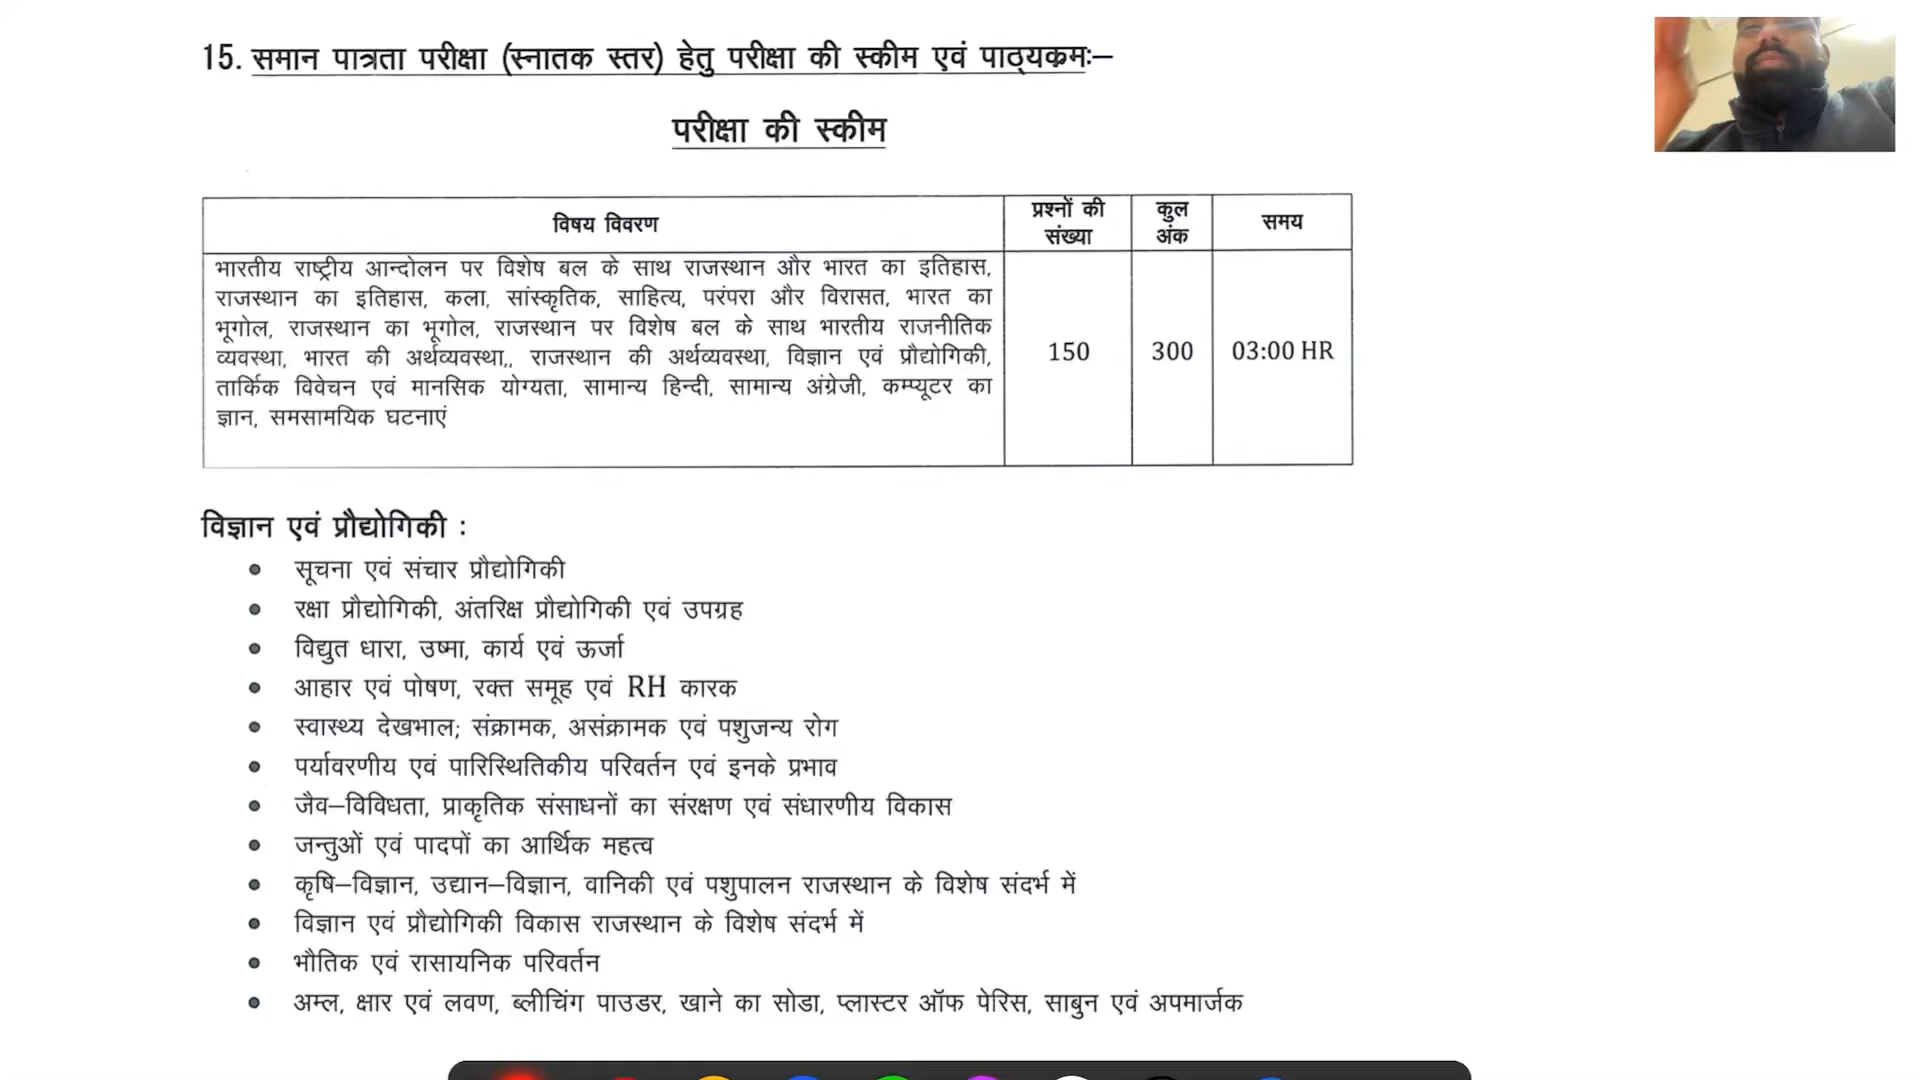 15. समान पात्रता परीक्षा (स्नातक स्तर) हेतु परीक्षा की स्कीम एवं पाठ्यक्रमः–
परीक्षा की स्कीम
विषय विवरण
प्रश्नों की संख्या
कुल अंक
समय
भारतीय राष्ट्रीय आन्दोलन पर विशेष बल के साथ राजस्थान और भारत का इतिहास,
राजस्थान का इतिहास, कला, सांस्कृतिक, साहित्य, परंपरा और विरासत, भारत का
भूगोल, राजस्थान का भूगोल, राजस्थान पर विशेष बल के साथ भारतीय राजनीतिक
व्यवस्था, भारत की अर्थव्यवस्था,, राजस्थान की अर्थव्यवस्था, विज्ञान एवं प्रौद्योगिकी,
तार्किक विवेचन एवं मानसिक योग्यता, सामान्य हिन्दी, सामान्य अंग्रेजी, कम्प्यूटर का
ज्ञान, समसामयिक घटनाएं
150
300
03:00 HR
विज्ञान एवं प्रौद्योगिकी :
• सूचना एवं संचार प्रौद्योगिकी
• रक्षा प्रौद्योगिकी, अंतरिक्ष प्रौद्योगिकी एवं उपग्रह
• विद्युत धारा, उष्मा, कार्य एवं ऊर्जा
• आहार एवं पोषण, रक्त समूह एवं RH कारक
• स्वास्थ्य देखभाल; संक्रामक, असंक्रामक एवं पशुजन्य रोग
• पर्यावरणीय एवं पारिस्थितिकीय परिवर्तन एवं इनके प्रभाव
• जैव–विविधता, प्राकृतिक संसाधनों का संरक्षण एवं संधारणीय विकास
• जन्तुओं एवं पादपों का आर्थिक महत्व
• कृषि–विज्ञान, उद्यान–विज्ञान, वानिकी एवं पशुपालन राजस्थान के विशेष संदर्भ में
• विज्ञान एवं प्रौद्योगिकी विकास राजस्थान के विशेष संदर्भ में
• भौतिक एवं रासायनिक परिवर्तन
• अम्ल, क्षार एवं लवण, ब्लीचिंग पाउडर, खाने का सोडा, प्लास्टर ऑफ पेरिस, साबुन एवं अपमार्जक